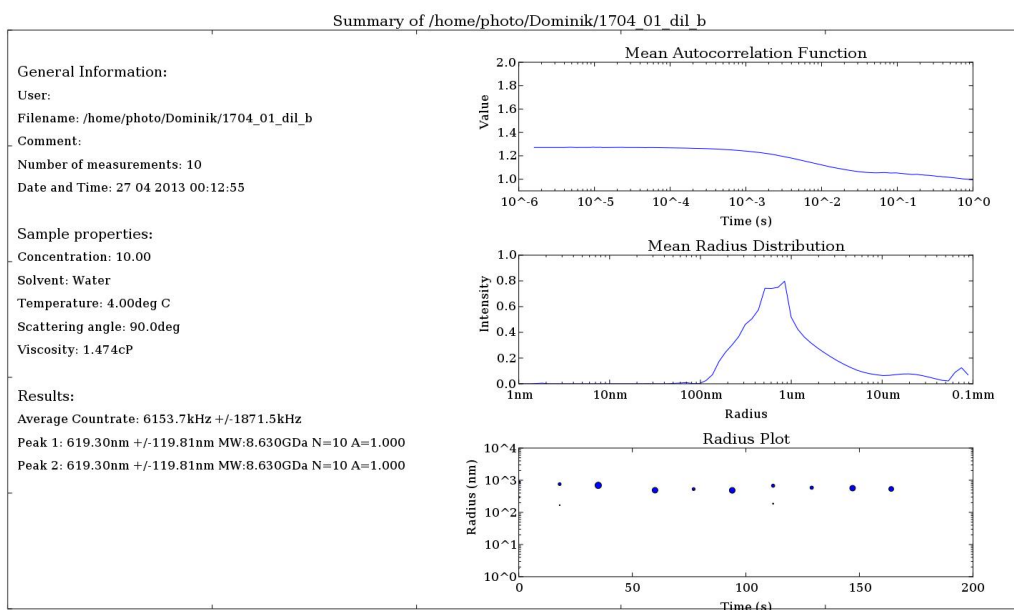 Summary of /home/photo/Dominik/1704_01_dil_b
General Information:
User:
Filename: /home/photo/Dominik/1704_01_dil_b
Comment:
Number of measurements: 10
Date and Time: 27 04 2013 00:12:55
Sample properties:
Concentration: 10.00
Solvent: Water
Temperature: 4.00deg C
Scattering angle: 90.0deg
Viscosity: 1.474cP
Results:
Average Countrate: 6153.7kHz +/-1871.5kHz
Peak 1: 619.30nm +/-119.81nm MW:8.630GDa N=10 A=1.000
Peak 2: 619.30nm +/-119.81nm MW:8.630GDa N=10 A=1.000
Mean Autocorrelation Function
Value
2.0
1.8
1.6
1.4
1.2
1.0
10^-6 10^-5 10^-4 10^-3 10^-2 10^-1 10^0
Time (s)
Mean Radius Distribution
Intensity
1.0
0.8
0.6
0.4
0.2
0.0
1nm 10nm 100nm 1um 10um 0.1mm
Radius
Radius Plot
Radius (nm)
10^4
10^3
10^2
10^1
10^0
0 50 100 150 200
Time (s)